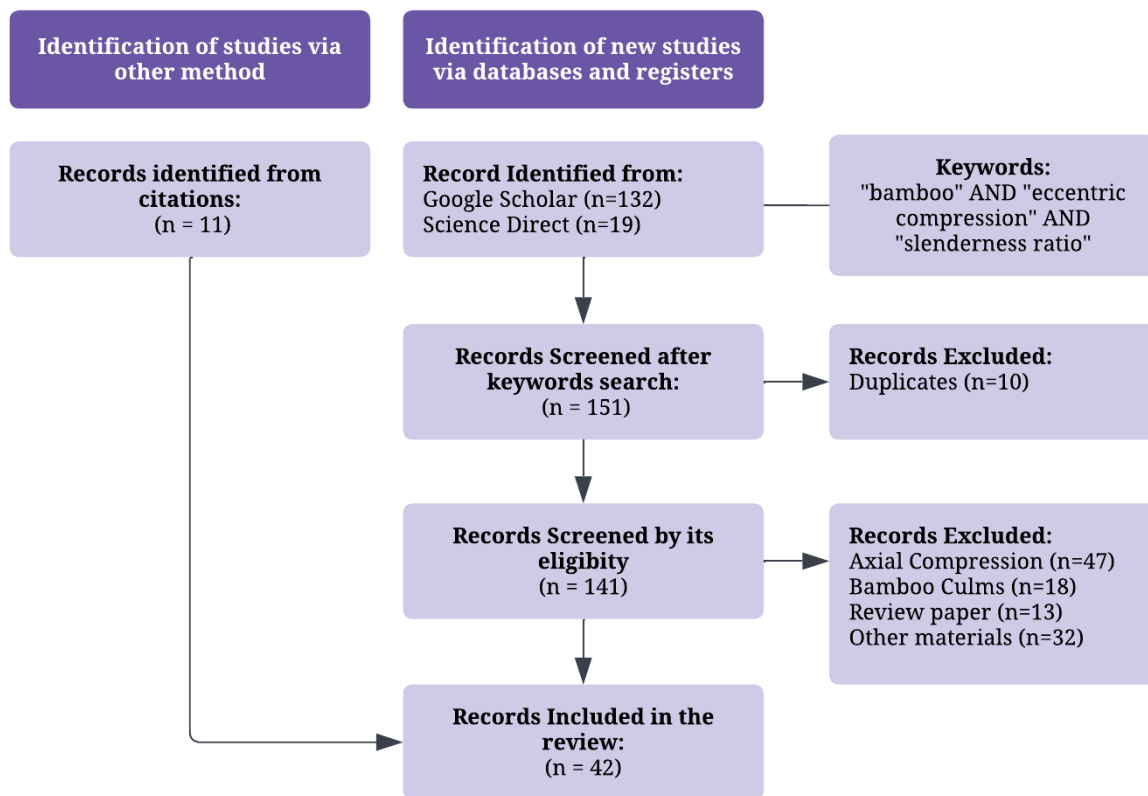 Identification of studies via
other method
Identification of new studies
via databases and registers
Records identified from
citations:
(n = 11)
Record Identified from:
Google Scholar (n=132)
Science Direct (n=19)
Keywords:
"bamboo" AND "eccentric
compression" AND
"slenderness ratio"
Records Screened after
keywords search:
(n = 151)
Records Excluded:
Duplicates (n=10)
Records Screened by its
eligibity
(n = 141)
Records Excluded:
Axial Compression (n=47)
Bamboo Culms (n=18)
Review paper (n=13)
Other materials (n=32)
Records Included in the
review:
(n = 42)